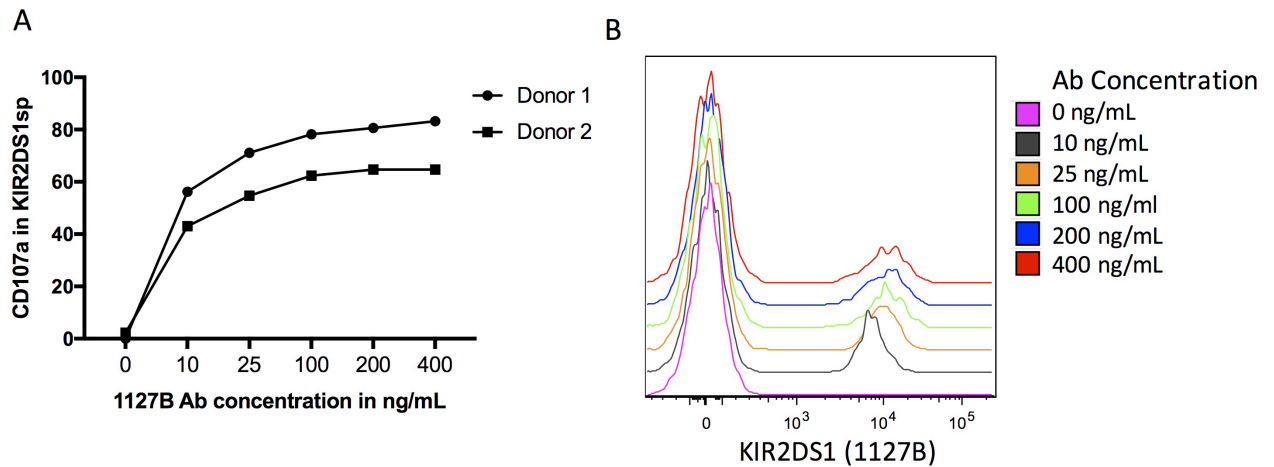 A
CD107a in KIR2DS1sp
100
80
60
40
20
0
0 10 25 100 200 400
1127B Ab concentration in ng/mL
Donor 1
Donor 2
B
0 10³ 10⁴ 10⁵
KIR2DS1 (1127B)
Ab Concentration
0 ng/mL
10 ng/mL
25 ng/mL
100 ng/ml
200 ng/mL
400 ng/mL